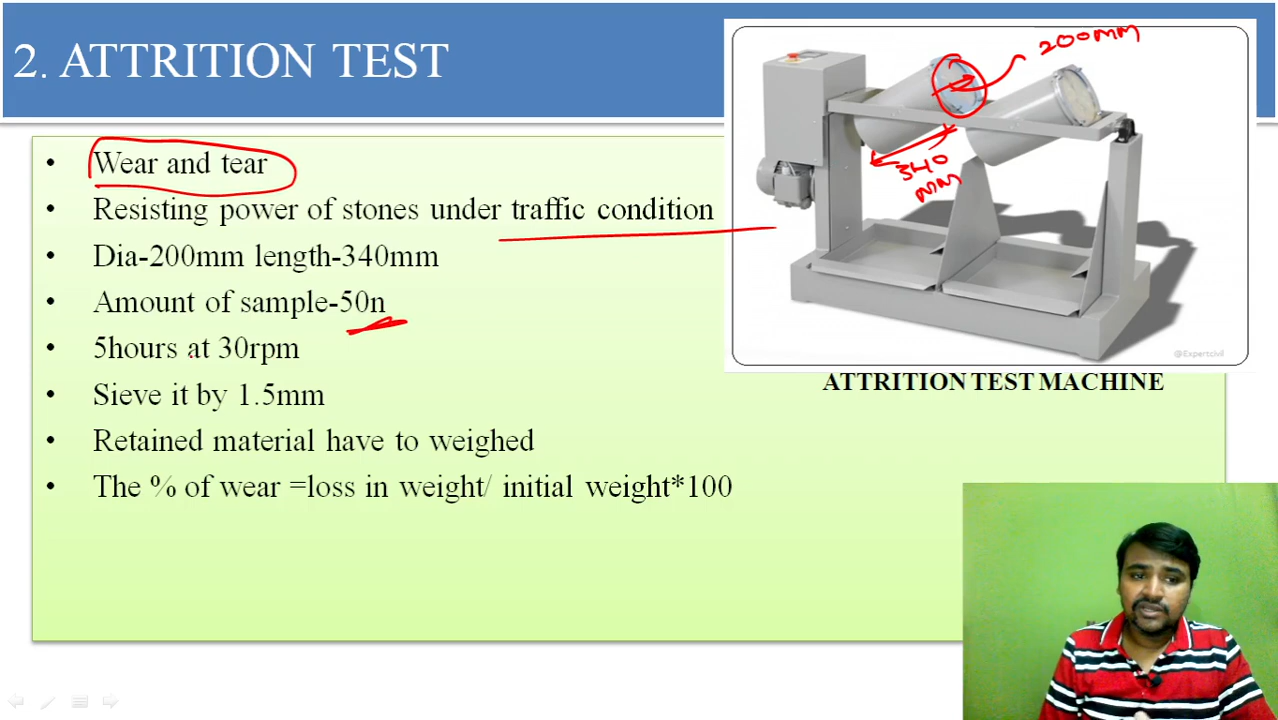 2. ATTRITION TEST
• Wear and tear
• Resisting power of stones under traffic condition
• Dia-200mm length-340mm
• Amount of sample-50n
• 5hours at 30rpm
• Sieve it by 1.5mm
• Retained material have to weighed
• The % of wear =loss in weight/ initial weight*100
200mm
340
mm
@Expertcivil
ATTRITION TEST MACHINE